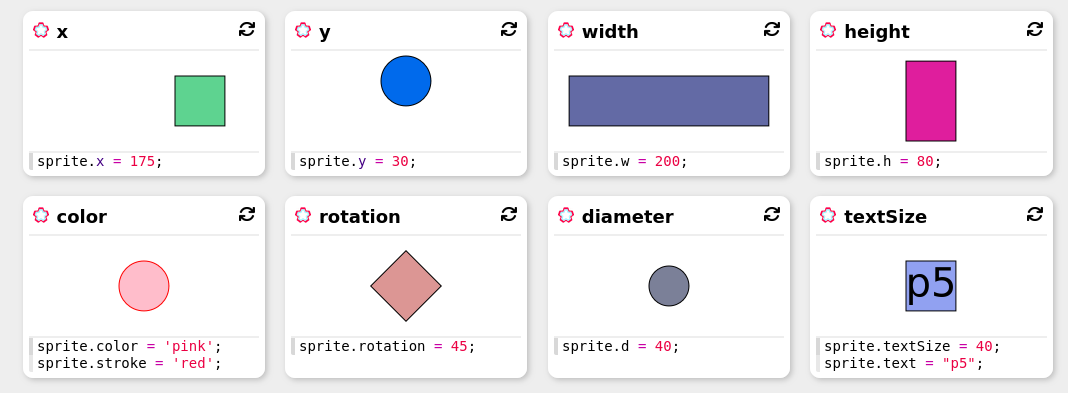 x
sprite.x = 175;
y
sprite.y = 30;
width
sprite.w = 200;
height
sprite.h = 80;
color
sprite.color = 'pink';
sprite.stroke = 'red';
rotation
sprite.rotation = 45;
diameter
sprite.d = 40;
textSize
p5
sprite.textSize = 40;
sprite.text = "p5";